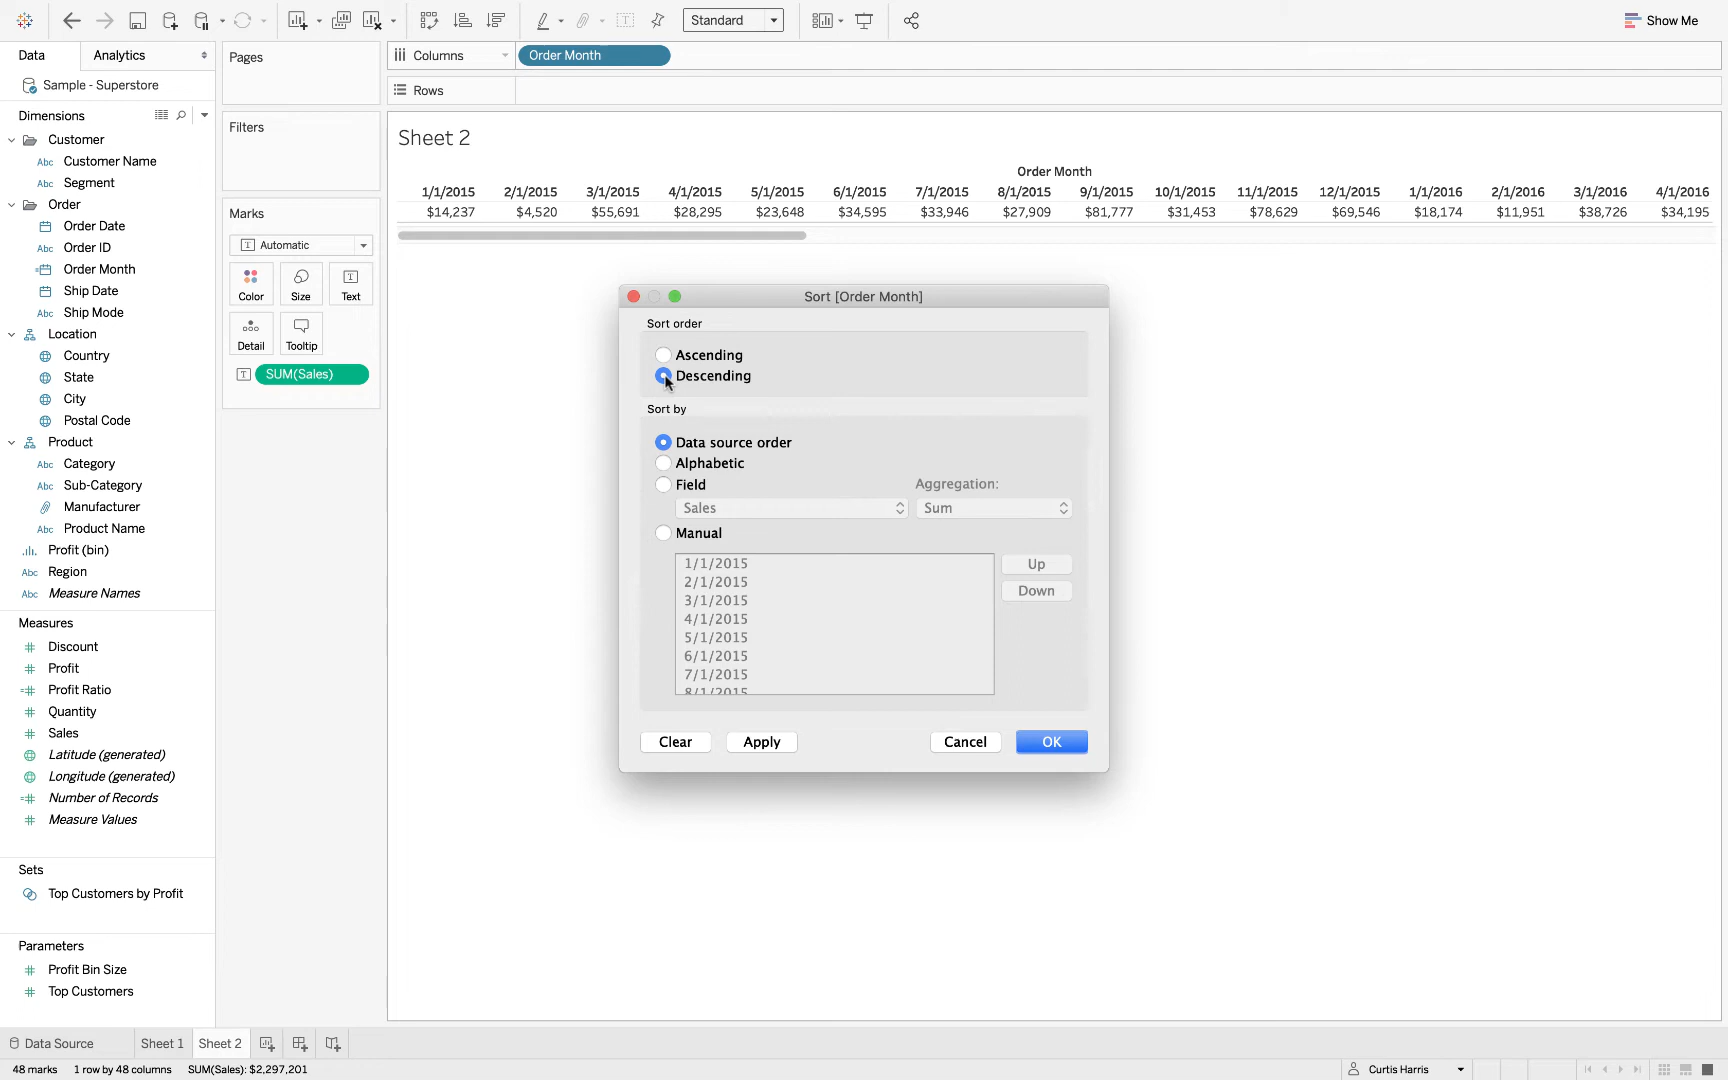 Standard
Show Me
Data
Analytics
Pages
Columns
Order Month
Sample - Superstore
Rows
Dimensions
Filters
Sheet 2
Customer
Abc Customer Name
Abc Segment
Order
Order Date
Abc Order ID
Order Month
Ship Date
Abc Ship Mode
Location
Country
State
City
Postal Code
Product
Abc Category
Abc Sub-Category
Manufacturer
Abc Product Name
Profit (bin)
Abc Region
Abc Measure Names
Measures
Discount
Profit
Profit Ratio
Quantity
Sales
Latitude (generated)
Longitude (generated)
Number of Records
Measure Values
Sets
Top Customers by Profit
Parameters
Profit Bin Size
Top Customers
Marks
T Automatic
Color
Size
T Text
Detail
Tooltip
T SUM(Sales)
Order Month
1/1/2015 2/1/2015 3/1/2015 4/1/2015 5/1/2015 6/1/2015 7/1/2015 8/1/2015 9/1/2015 10/1/2015 11/1/2015 12/1/2015 1/1/2016 2/1/2016 3/1/2016 4/1/2016
$14,237 $4,520 $55,691 $28,295 $23,648 $34,595 $33,946 $27,909 $81,777 $31,453 $78,629 $69,546 $18,174 $11,951 $38,726 $34,195
Sort [Order Month]
Sort order
Ascending
Descending
Sort by
Data source order
Alphabetic
Field
Aggregation:
Sales
Sum
Manual
1/1/2015
2/1/2015
3/1/2015
4/1/2015
5/1/2015
6/1/2015
7/1/2015
8/1/2015
Up
Down
Clear
Apply
Cancel
OK
Data Source
Sheet 1
Sheet 2
48 marks
1 row by 48 columns
SUM(Sales): $2,297,201
Curtis Harris